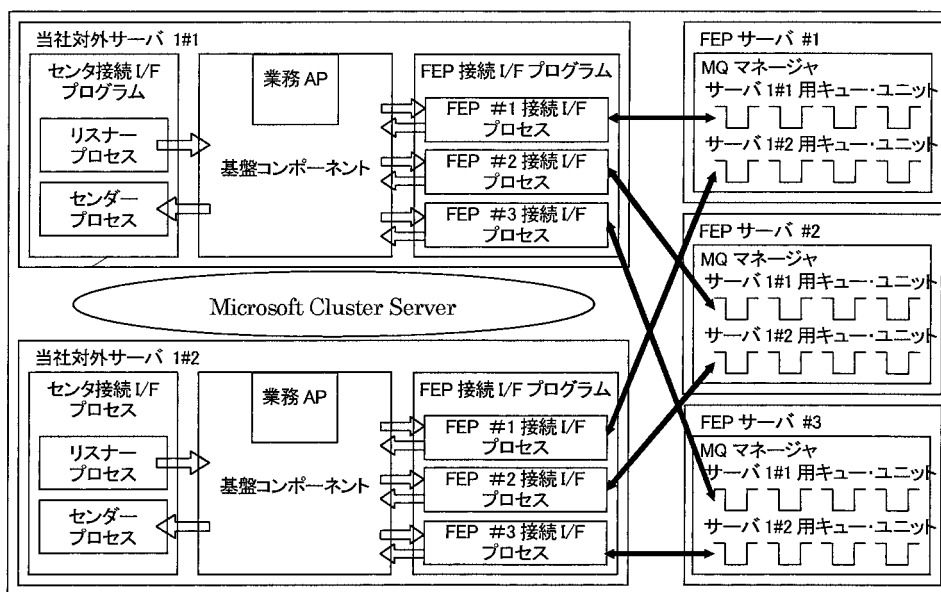 当社対外サーバ 1#1
センタ接続 I/F
プログラム
リスナー
プロセス
センダー
プロセス
業務 AP
基盤コンポーネント
FEP 接続 I/F プログラム
FEP #1 接続 I/F
プロセス
FEP #2 接続 I/F
プロセス
FEP #3 接続 I/F
プロセス
Microsoft Cluster Server
当社対外サーバ 1#2
センタ接続 I/F
プロセス
リスナー
プロセス
センダー
プロセス
業務 AP
基盤コンポーネント
FEP 接続 I/F プログラム
FEP #1 接続 I/F
プロセス
FEP #2 接続 I/F
プロセス
FEP #3 接続 I/F
プロセス
FEP サーバ #1
MQ マネージャ
サーバ 1#1 用キュー・ユニット
サーバ 1#2 用キュー・ユニット
FEP サーバ #2
MQ マネージャ
サーバ 1#1 用キュー・ユニット
サーバ 1#2 用キュー・ユニット
FEP サーバ #3
MQ マネージャ
サーバ 1#1 用キュー・ユニット
サーバ 1#2 用キュー・ユニット